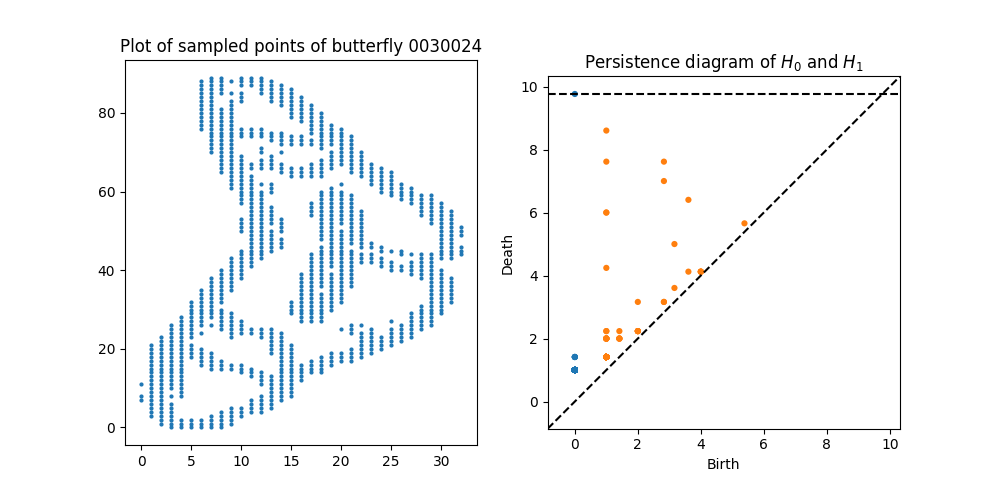 Plot of sampled points of butterfly 0030024
80
60
40
20
0
0 5 10 15 20 25 30
Persistence diagram of H₀ and H₁
10
8
6
4
2
0
Death
0 2 4 6 8 10
Birth